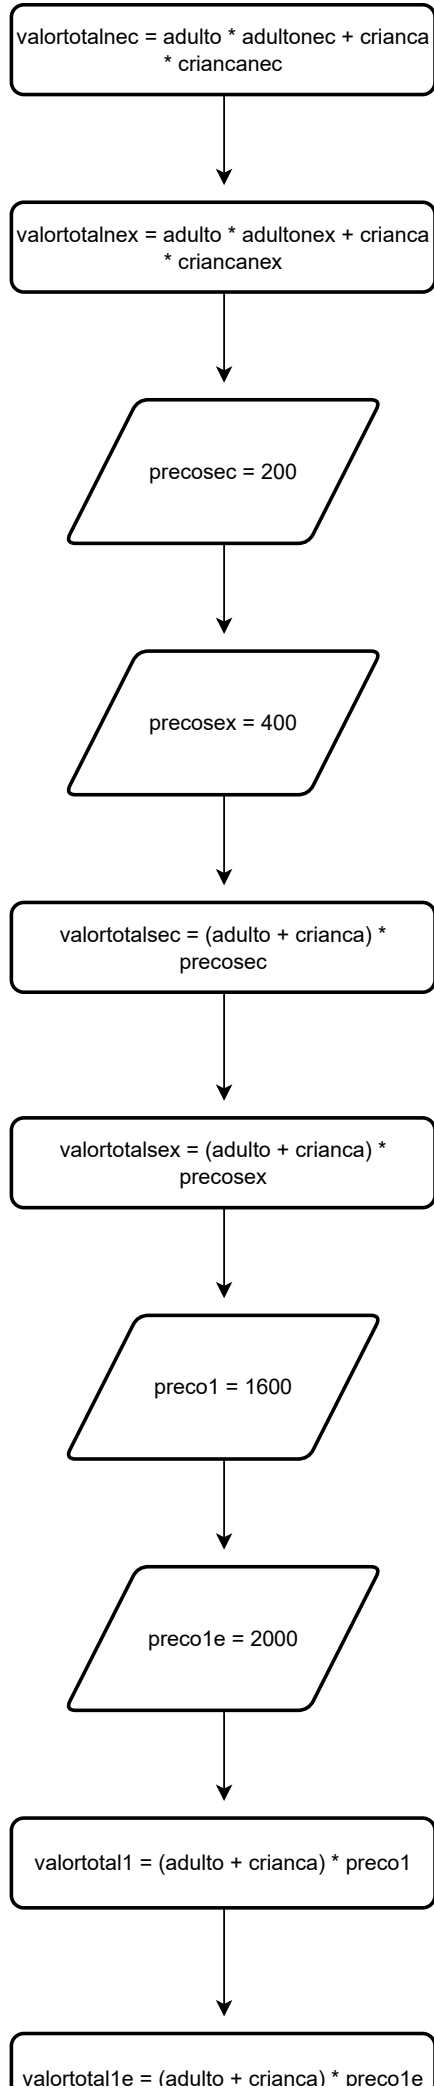 valortotalnec = adulto * adultonec + crianca
* criancanec
valortotalnex = adulto * adultonex + crianca
* criancanex
precosec = 200
precosex = 400
valortotalsec = (adulto + crianca) *
precosec
valortotalsex = (adulto + crianca) *
precosex
preco1 = 1600
preco1e = 2000
valortotal1 = (adulto + crianca) * preco1
valortotal1e = (adulto + crianca) * preco1e